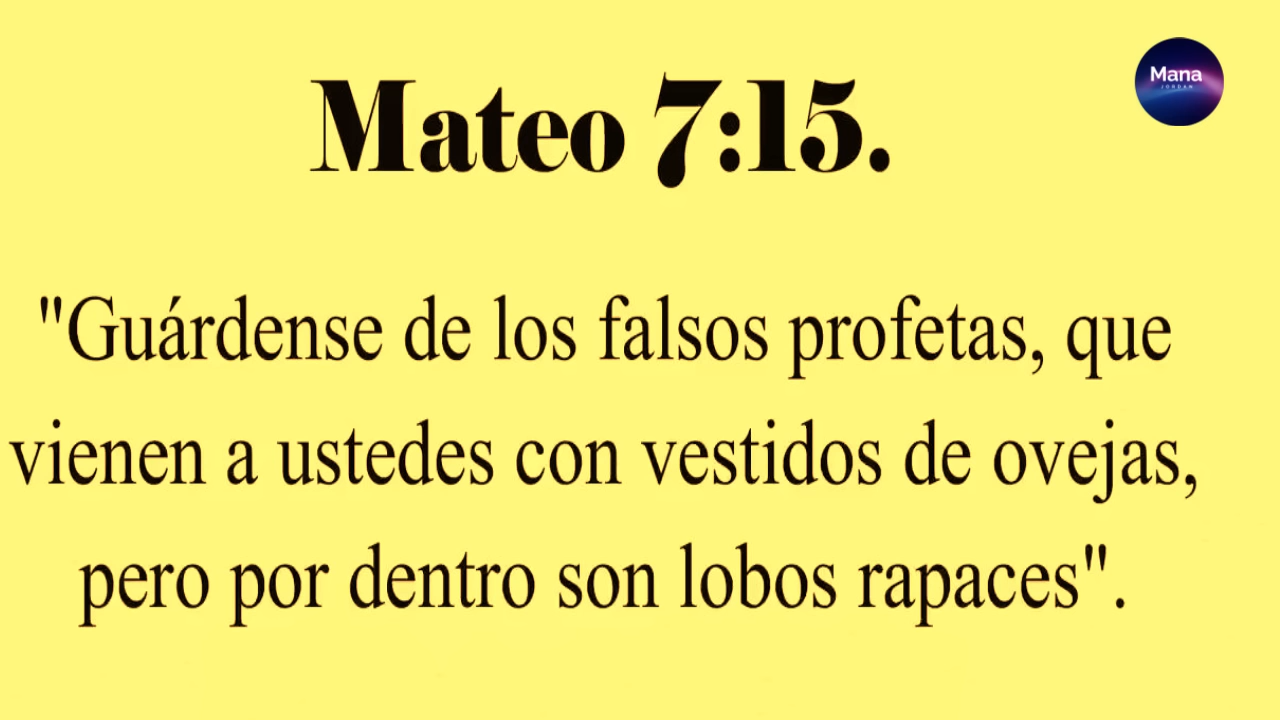 Mana
JORDAN
Mateo 7:15.
"Guárdense de los falsos profetas, que
vienen a ustedes con vestidos de ovejas,
pero por dentro son lobos rapaces".